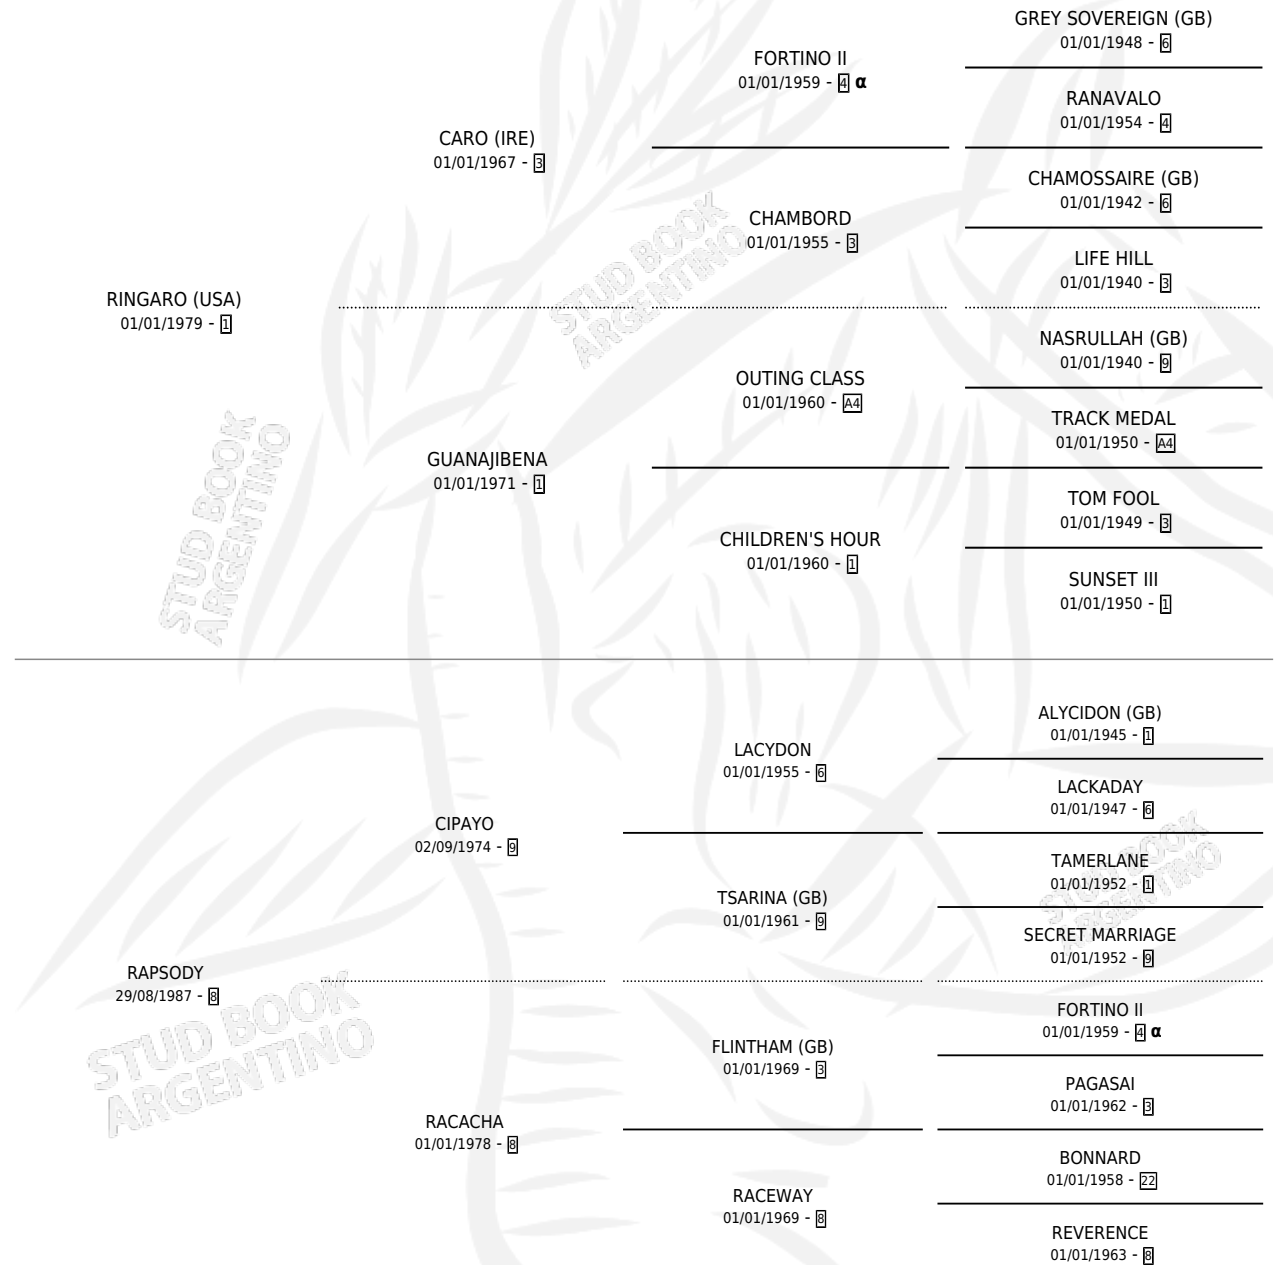 GREY SOVEREIGN (GB)
01/01/1948 - 6
FORTINO II
01/01/1959 - 4 α
RANAVALO
01/01/1954 - 4
CARO (IRE)
01/01/1967 - 3
CHAMOSSAIRE (GB)
01/01/1942 - 6
CHAMBORD
01/01/1955 - 3
LIFE HILL
01/01/1940 - 3
STUD BOOK
ARGENTINO
RINGARO (USA)
01/01/1979 - 1
NASRULLAH (GB)
01/01/1940 - 9
OUTING CLASS
01/01/1960 - A4
TRACK MEDAL
01/01/1950 - A4
GUANAJIBENA
01/01/1971 - 1
TOM FOOL
01/01/1949 - 3
CHILDREN'S HOUR
01/01/1960 - 1
SUNSET III
01/01/1950 - 1
STUD BOOK
ARGENTINO
ALYCIDON (GB)
01/01/1945 - 1
LACYDON
01/01/1955 - 6
LACKADAY
01/01/1947 - 6
CIPAYO
02/09/1974 - 9
TAMERLANE
01/01/1952 - 1
TSARINA (GB)
01/01/1961 - 9
SECRET MARRIAGE
01/01/1952 - 9
STUD BOOK
ARGENTINO
RAPSODY
29/08/1987 - 8
FORTINO II
01/01/1959 - 4 α
FLINTHAM (GB)
01/01/1969 - 3
PAGASAI
01/01/1962 - 3
RACACHA
01/01/1978 - 8
BONNARD
01/01/1958 - 22
RACEWAY
01/01/1969 - 8
REVERENCE
01/01/1963 - 8
STUD BOOK
ARGENTINO